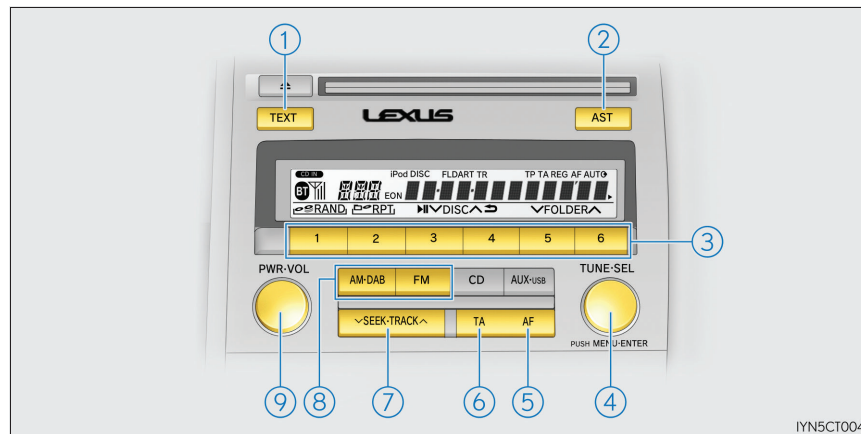 1 2
TEXT LEXUS AST
CD IN iPod DISC FLDART TR TP TA REG AF AUTO
BT EON
RAND RPT DISC FOLDER
1 2 3 4 5 6 3
PWR·VOL TUNE·SEL
AM·DAB FM CD AUX·USB
SEEK·TRACK TA AF
PUSH MENU·ENTER
9 8 7 6 5 4
IYN5CT004